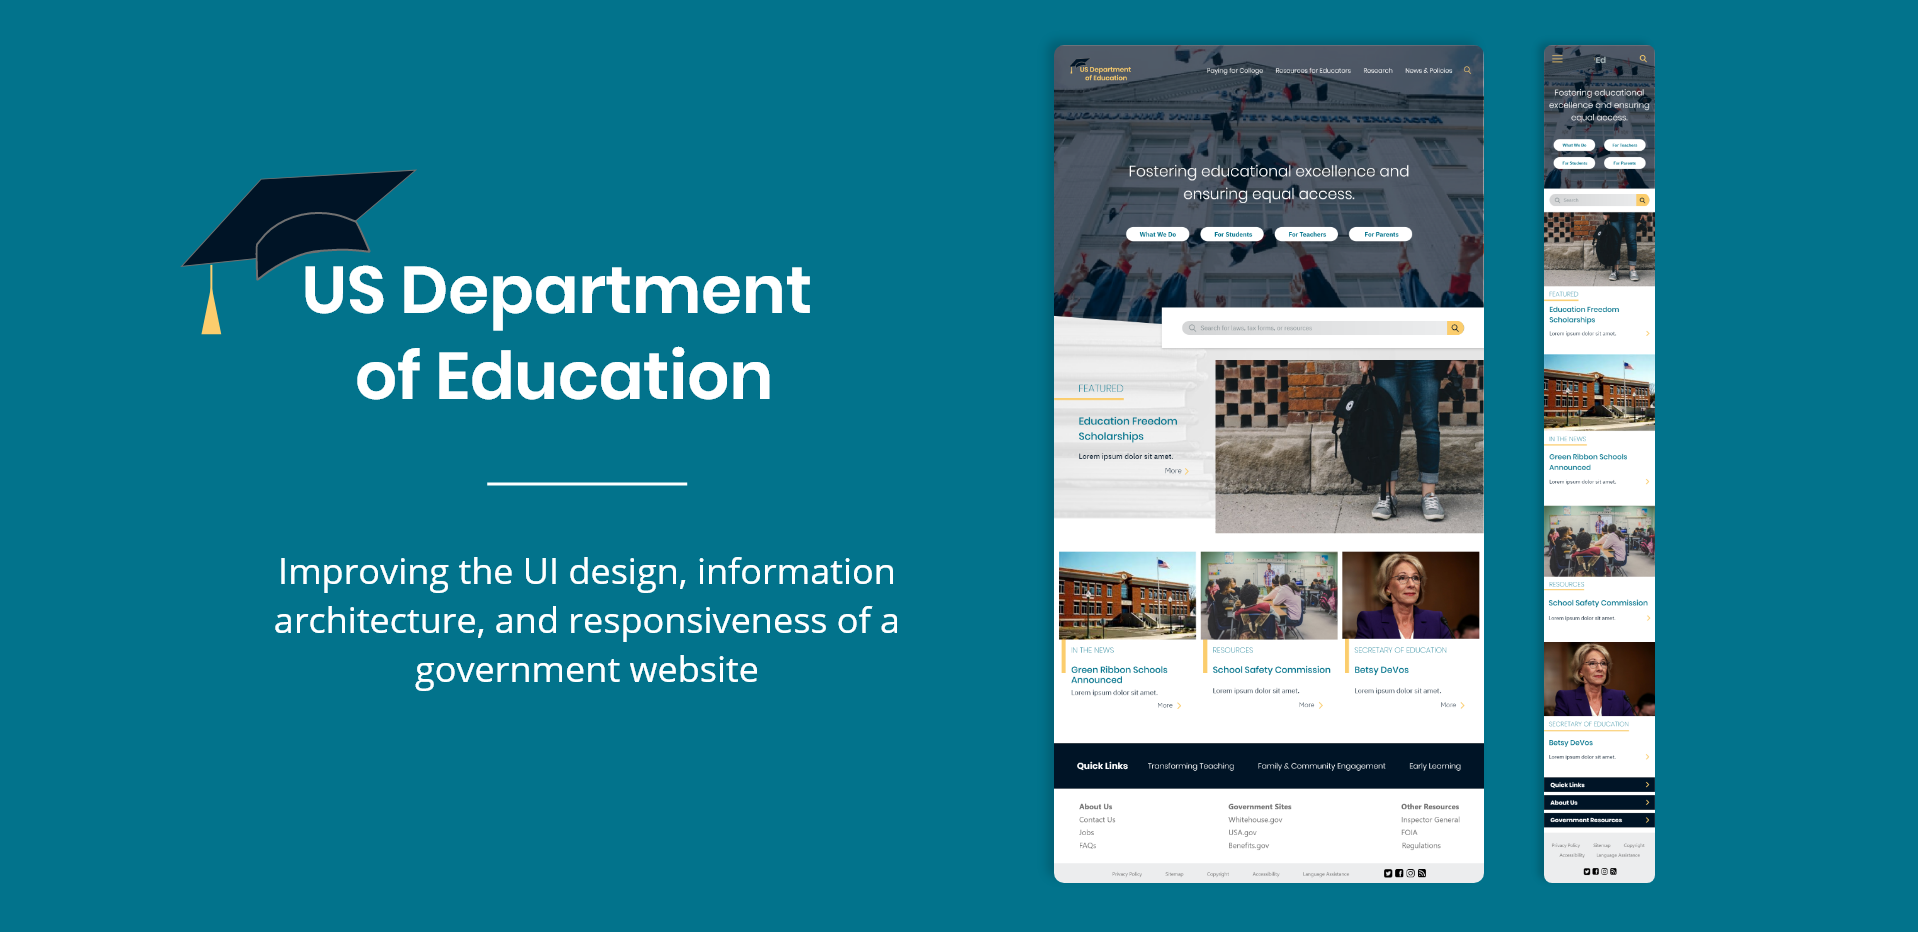 US Department
of Education
Improving the UI design, information
architecture, and responsiveness of a
government website
US Department
of Education
Paying for College
Resources for Educators
Research
News & Policies
НАЦІОНАЛЬНИЙ УНІВЕРСИТЕТ ХАРЧОВИХ ТЕХНОЛОГІЙ
Fostering educational excellence and
ensuring equal access.
What We Do
For Students
For Teachers
For Parents
Search for laws, tax forms, or resources
FEATURED
Education Freedom
Scholarships
Lorem ipsum dolor sit amet.
More
IN THE NEWS
Green Ribbon Schools
Announced
Lorem ipsum dolor sit amet.
More
RESOURCES
School Safety Commission
Lorem ipsum dolor sit amet.
More
SECRETARY OF EDUCATION
Betsy DeVos
Lorem ipsum dolor sit amet.
More
Quick Links
Transforming Teaching
Family & Community Engagement
Early Learning
About Us
Contact Us
Jobs
FAQs
Government Sites
Whitehouse.gov
USA.gov
Benefits.gov
Other Resources
Inspector General
FOIA
Regulations
Privacy Policy
Sitemap
Copyright
Accessibility
Language Assistance
Ed
Fostering educational
excellence and ensuring
equal access.
What We Do
For Teachers
For Students
For Parents
Search
FEATURED
Education Freedom
Scholarships
Lorem ipsum dolor sit amet.
IN THE NEWS
Green Ribbon Schools
Announced
Lorem ipsum dolor sit amet.
RESOURCES
School Safety Commission
Lorem ipsum dolor sit amet.
SECRETARY OF EDUCATION
Betsy DeVos
Lorem ipsum dolor sit amet.
Quick Links
About Us
Government Resources
Privacy Policy
Sitemap
Copyright
Accessibility
Language Assistance